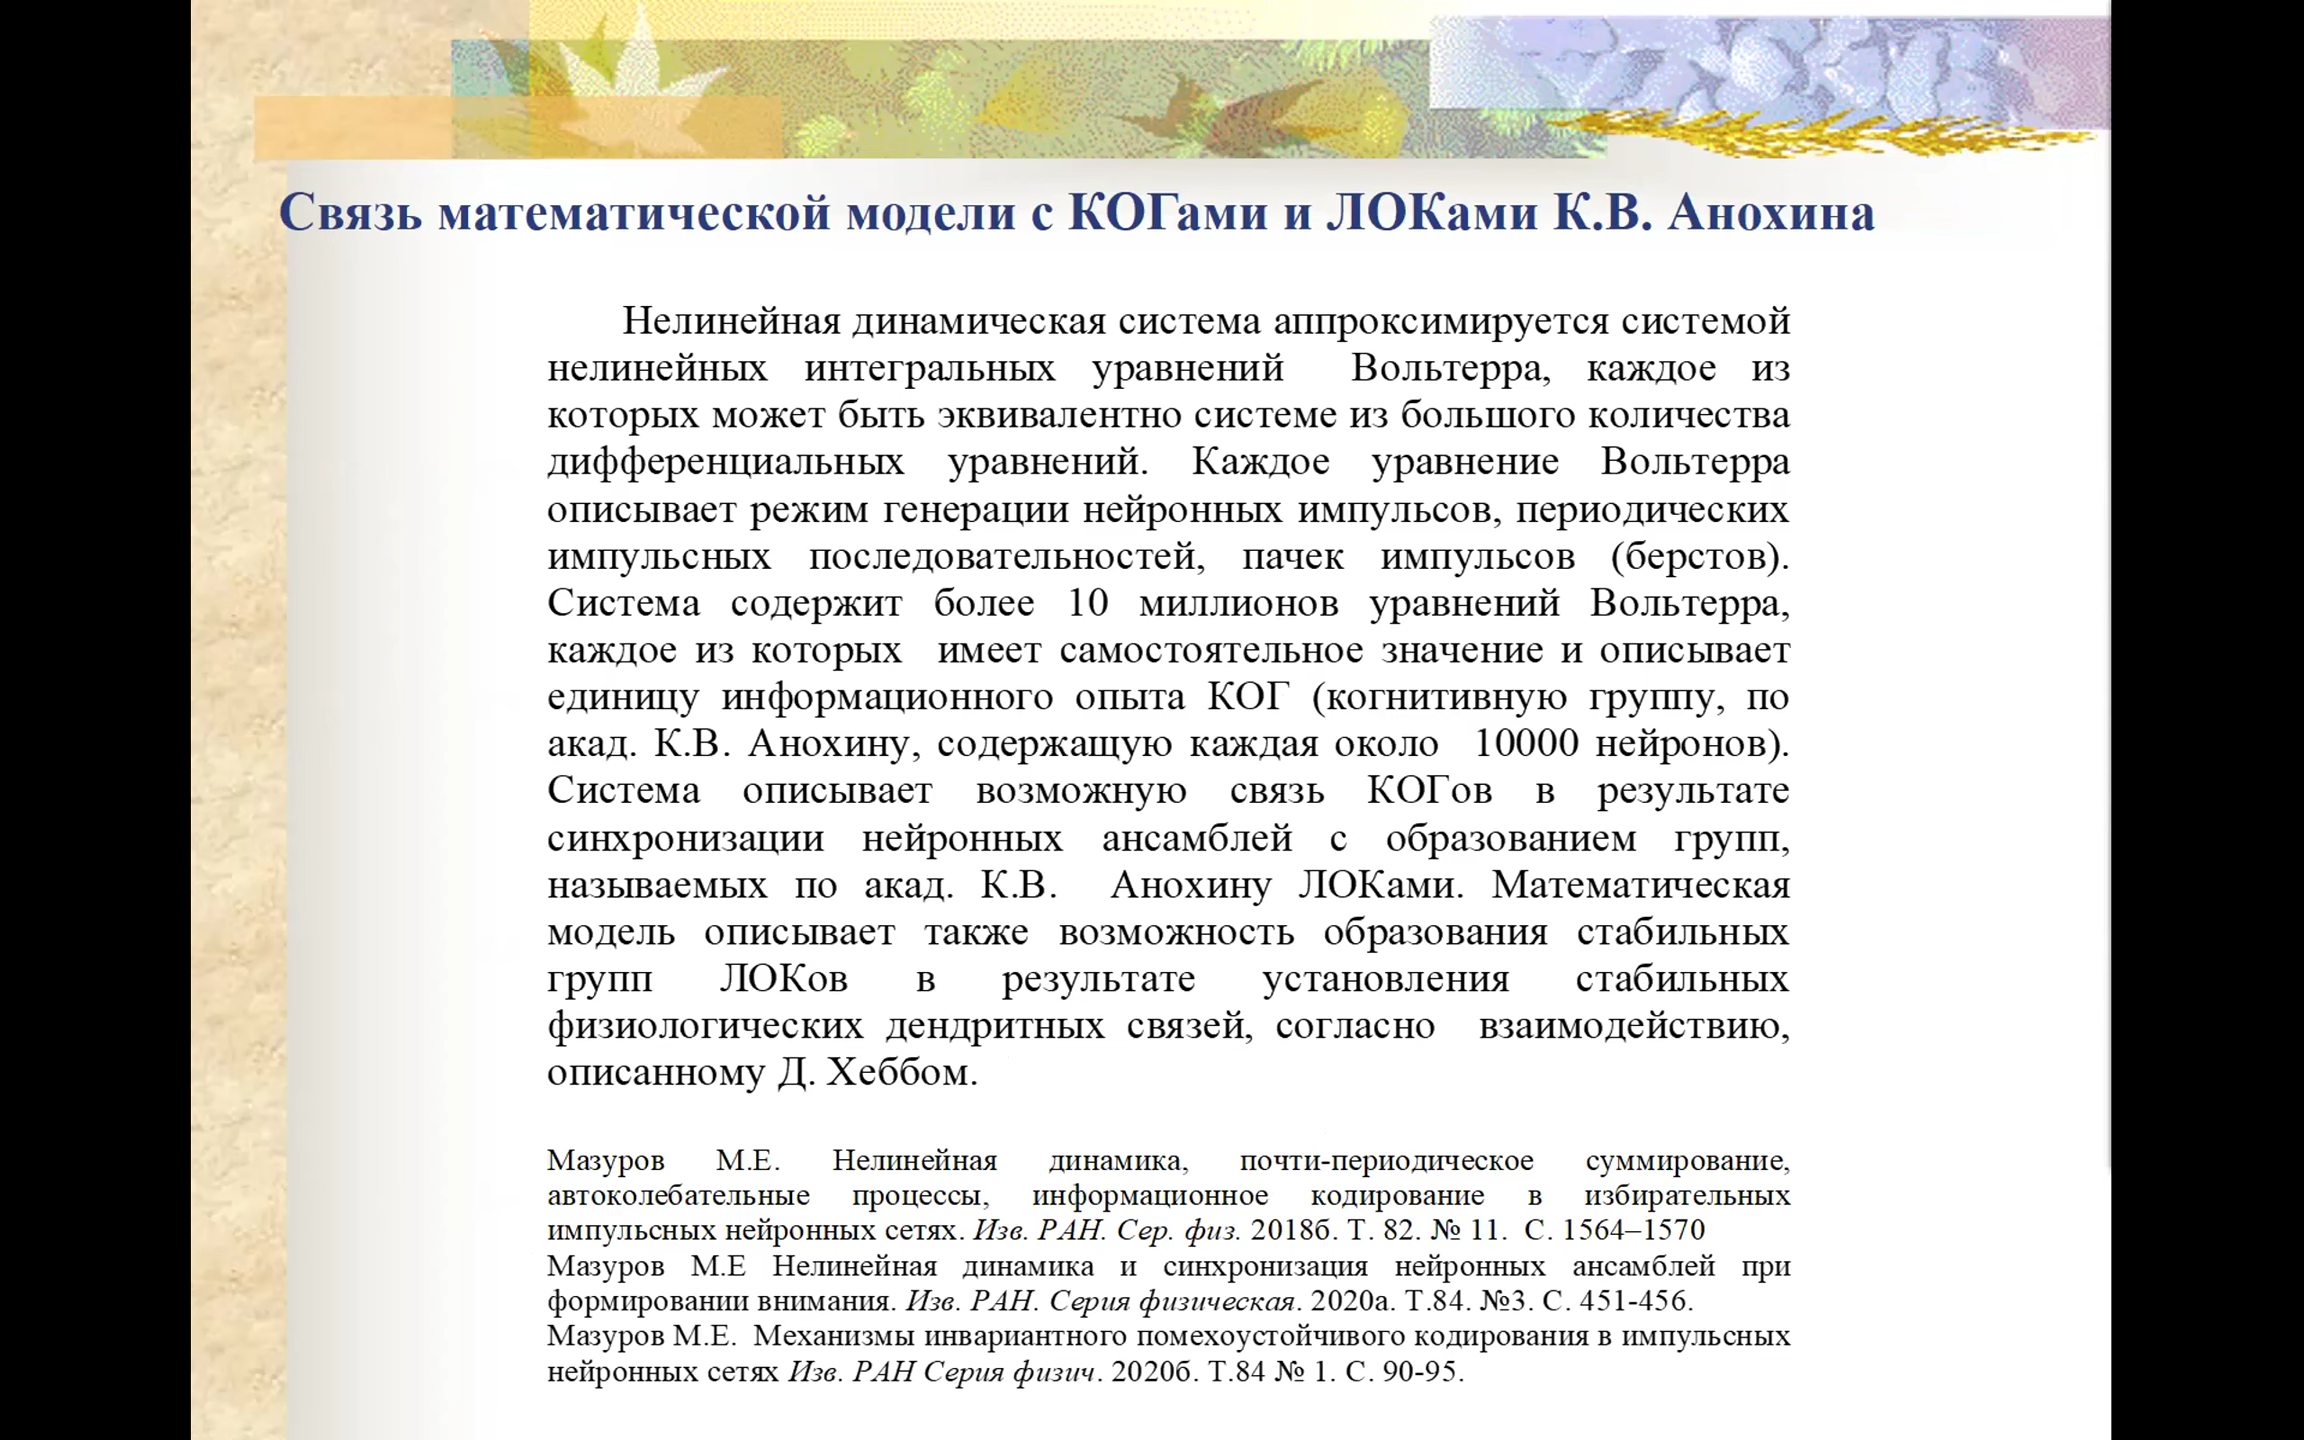 Связь математической модели с КОГами и ЛОКами К.В. Анохина
Нелинейная динамическая система аппроксимируется системой
нелинейных интегральных уравнений Вольтерра, каждое из
которых может быть эквивалентно системе из большого количества
дифференциальных уравнений. Каждое уравнение Вольтерра
описывает режим генерации нейронных импульсов, периодических
импульсных последовательностей, пачек импульсов (берстов).
Система содержит более 10 миллионов уравнений Вольтерра,
каждое из которых имеет самостоятельное значение и описывает
единицу информационного опыта КОГ (когнитивную группу, по
акад. К.В. Анохину, содержащую каждая около 10000 нейронов).
Система описывает возможную связь КОГов в результате
синхронизации нейронных ансамблей с образованием групп,
называемых по акад. К.В. Анохину ЛОКами. Математическая
модель описывает также возможность образования стабильных
групп ЛОКов в результате установления стабильных
физиологических дендритных связей, согласно взаимодействию,
описанному Д. Хеббом.
Мазуров М.Е. Нелинейная динамика, почти-периодическое суммирование,
автоколебательные процессы, информационное кодирование в избирательных
импульсных нейронных сетях. Изв. РАН. Сер. физ. 2018б. Т. 82. № 11. С. 1564–1570
Мазуров М.Е Нелинейная динамика и синхронизация нейронных ансамблей при
формировании внимания. Изв. РАН. Серия физическая. 2020а. Т.84. №3. С. 451-456.
Мазуров М.Е. Механизмы инвариантного помехоустойчивого кодирования в импульсных
нейронных сетях Изв. РАН Серия физич. 2020б. Т.84 № 1. С. 90-95.